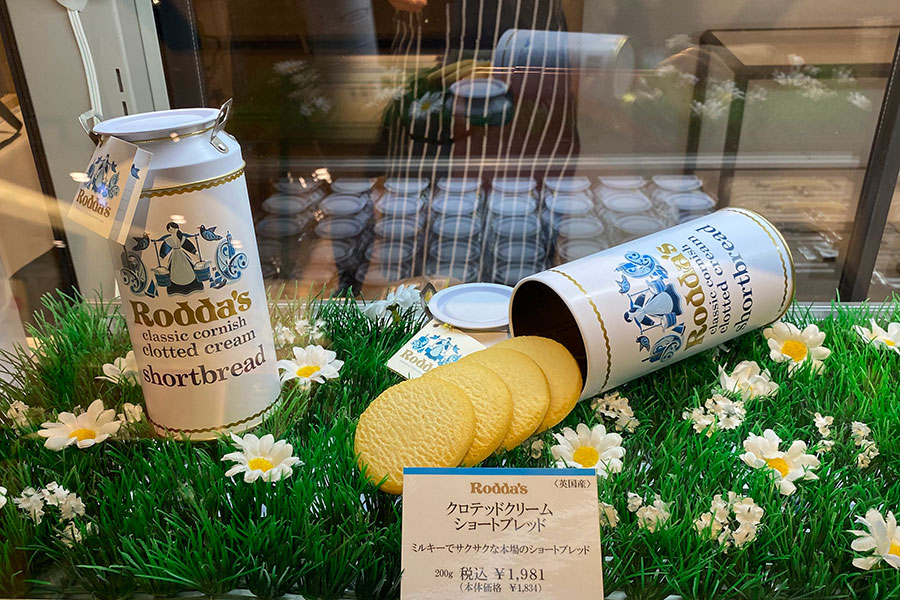 Rodda's
Rodda's
classic cornish
clotted cream
shortbread
Rodda's
classic cornish
clotted cream
shortbread
Rodda's
〈英国産〉
クロテッドクリーム
ショートブレッド
ミルキーでサクサクな本場のショートブレッド
200g 税込 ¥1,981
(本体価格 ¥1,834)